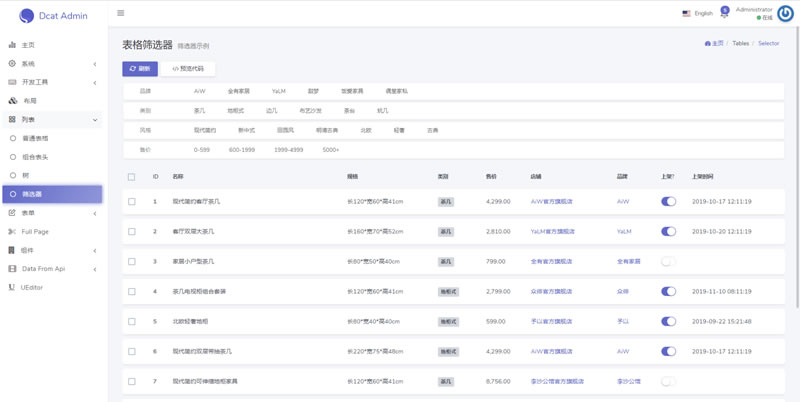 Dcat Admin
English
6
Administrator
在线
主页
系统
开发工具
布局
列表
普通表格
组合表头
树
筛选器
表单
Full Page
组件
Data From Api
UEditor
表格筛选器 筛选器示例
主页 / Tables / Selector
刷新
</> 预览代码
品牌 AiW 全有家居 YaLM 甜梦 饭爱家具 偶堂家私
类别 茶几 地柜式 边几 布艺沙发 茶台 炕几
风格 现代简约 新中式 田园风 明清古典 北欧 轻奢 古典
售价 0-599 600-1999 1999-4999 5000+
ID 名称 规格 类别 售价 店铺 品牌 上架? 上架时间
1 现代简约客厅茶几 长120*宽60*高41cm 茶几 4,299.00 AiW官方旗舰店 AiW 2019-10-17 12:11:19
2 客厅双层大茶几 长160*宽70*高52cm 茶几 2,810.00 YaLM官方旗舰店 YaLM 2019-10-20 12:11:19
3 家居小户型茶几 长80*宽50*高40cm 茶几 799.00 全有官方旗舰店 全有家居
4 茶几电视柜组合套装 长120*宽60*高41cm 地柜式 2,799.00 众帅官方旗舰店 众帅 2019-11-10 08:11:19
5 北欧轻奢地柜 长80*宽40*高40cm 地柜式 599.00 予以官方旗舰店 予以 2019-09-22 15:21:48
6 现代简约双层带抽茶几 长220*宽75*高48cm 地柜式 4,299.00 AiW官方旗舰店 AiW 2019-10-17 12:11:19
7 现代简约可伸缩地柜家具 长120*宽60*高41cm 茶几 8,756.00 李沙公馆官方旗舰店 李沙公馆